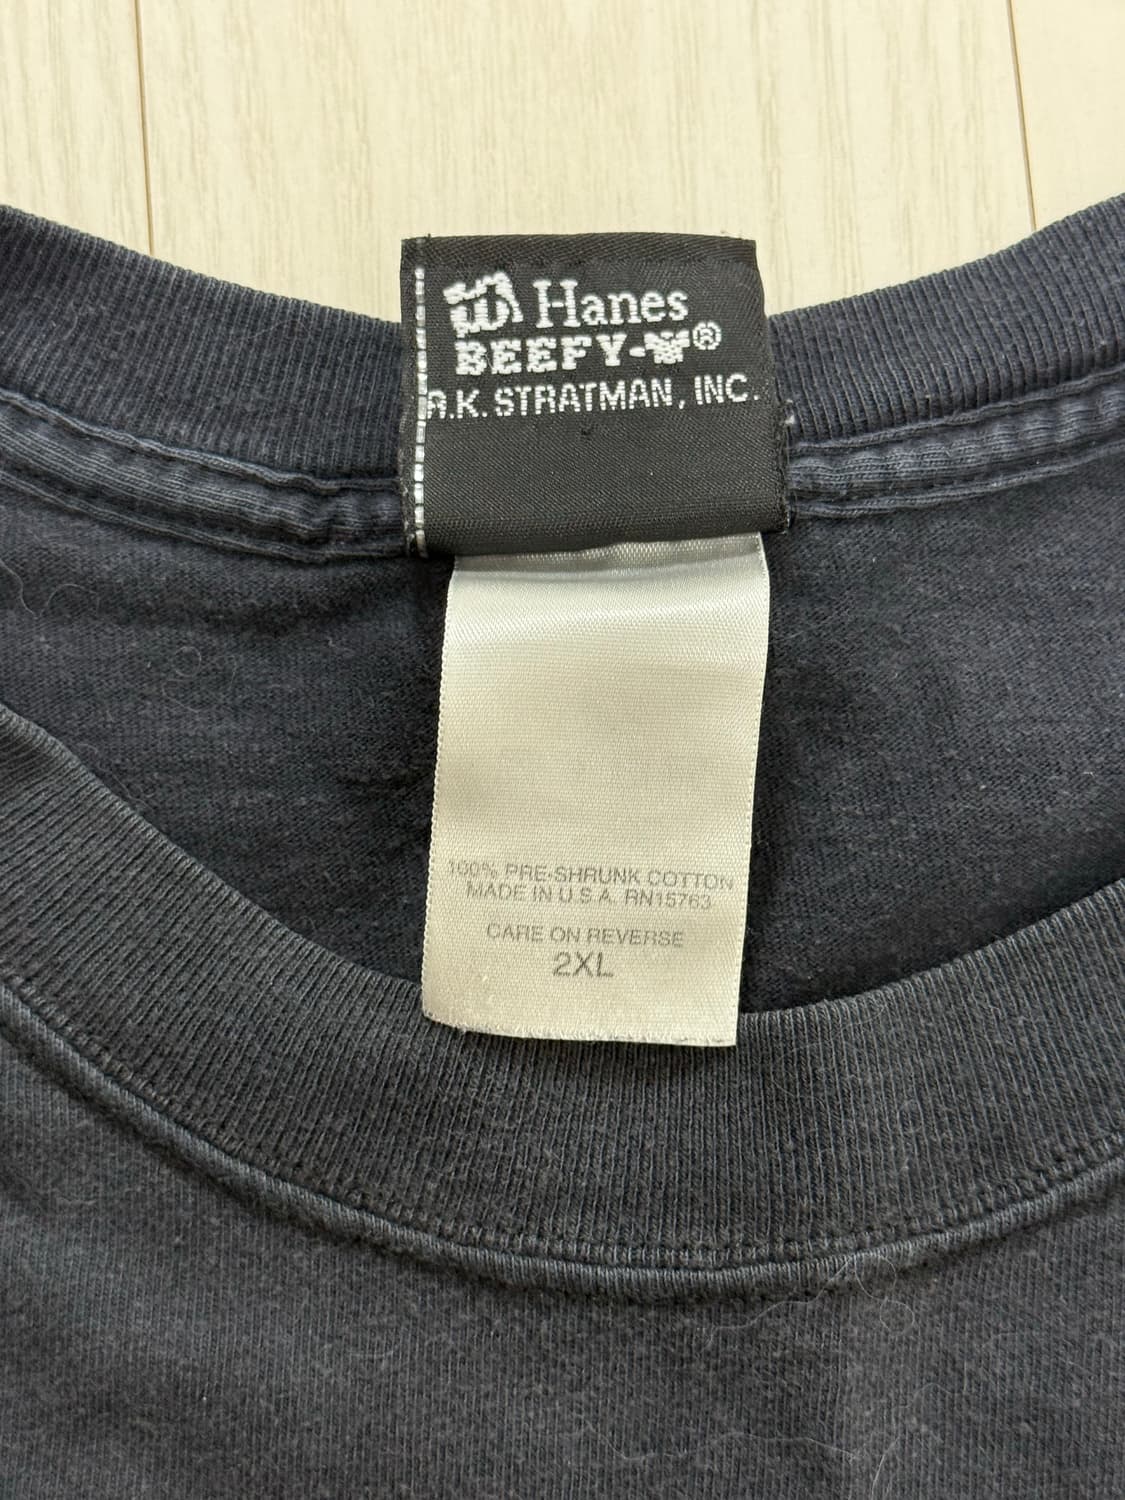 Hanes
BEEFY-T®
R.K. STRATMAN, INC.
100% PRE-SHRUNK COTTON
MADE IN U.S.A. RN15763
CARE ON REVERSE
2XL